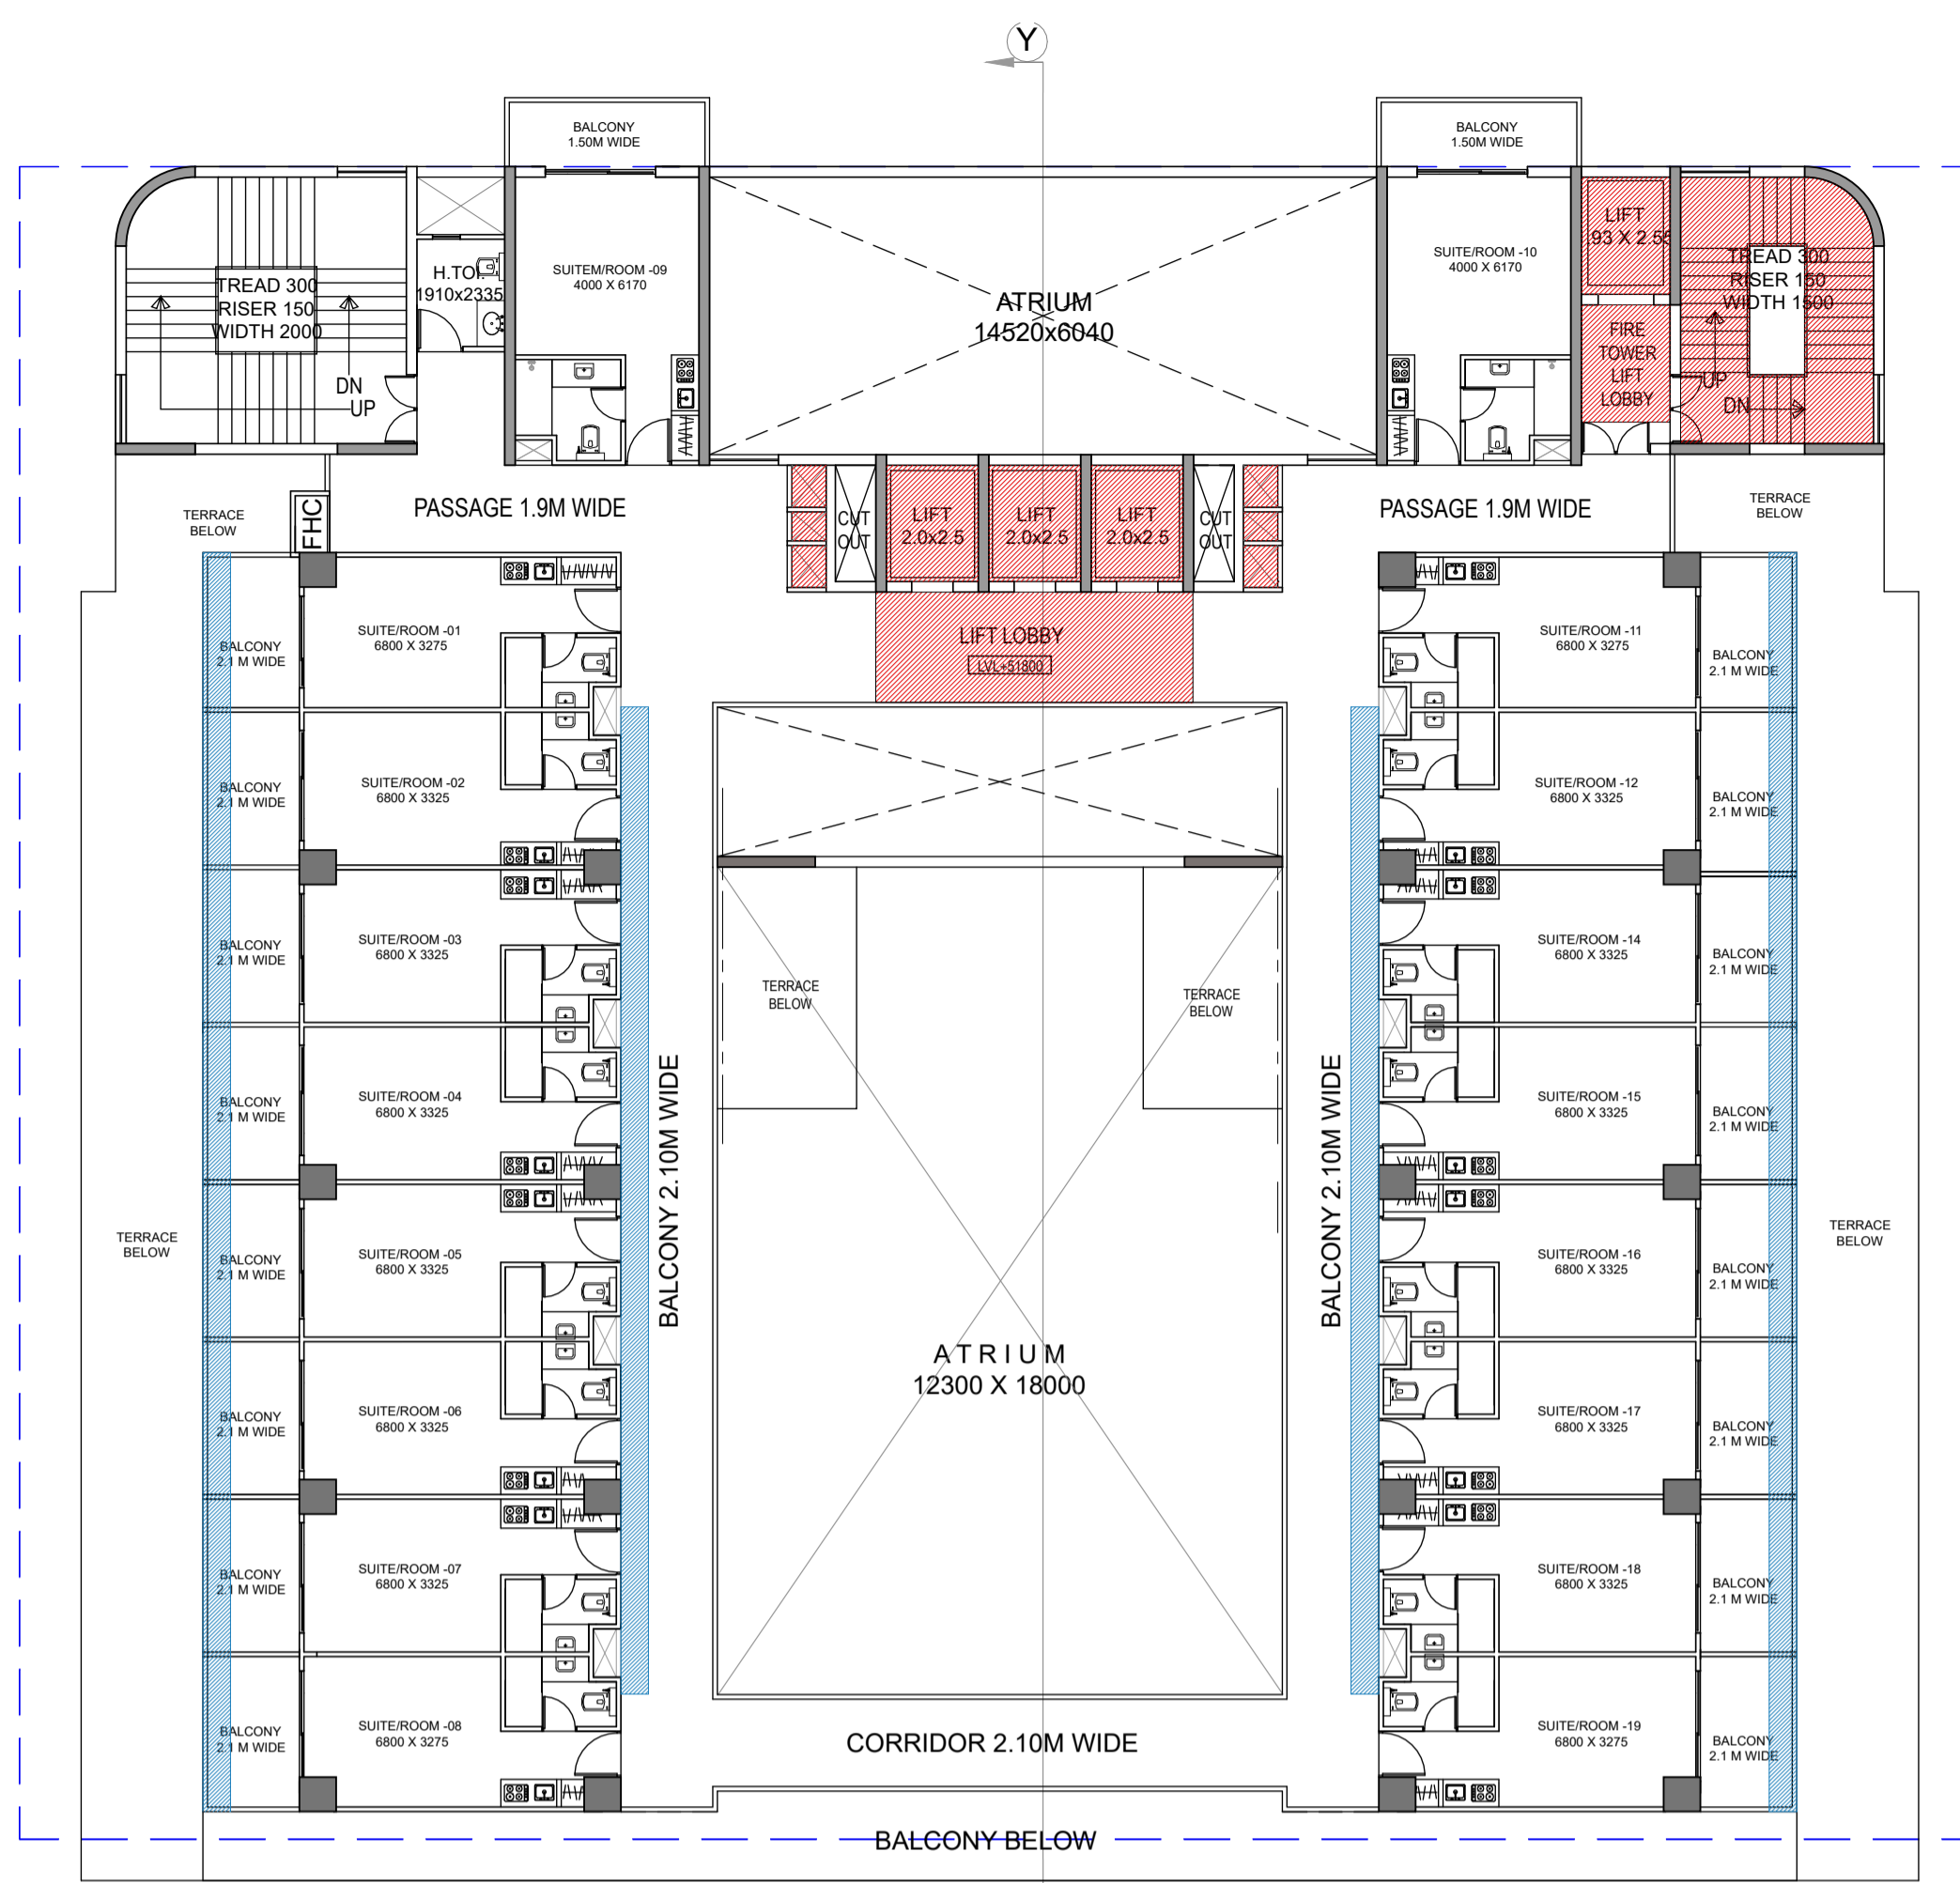 Y
BALCONY
1.50M WIDE
BALCONY
1.50M WIDE
TREAD 300
RISER 150
WIDTH 2000
DN
UP
H.TOI.
1910x2335
SUITEM/ROOM -09
4000 X 6170
ATRIUM
14520x6040
SUITE/ROOM -10
4000 X 6170
LIFT
.93 X 2.55
FIRE
TOWER
LIFT
LOBBY
TREAD 300
RISER 150
WIDTH 1500
UP
DN
TERRACE
BELOW
FHC
PASSAGE 1.9M WIDE
CUT
OUT
LIFT
2.0x2.5
LIFT
2.0x2.5
LIFT
2.0x2.5
CUT
OUT
PASSAGE 1.9M WIDE
TERRACE
BELOW
LIFT LOBBY
LVL+51800
BALCONY
2.1 M WIDE
SUITE/ROOM -01
6800 X 3275
SUITE/ROOM -11
6800 X 3275
BALCONY
2.1 M WIDE
BALCONY
2.1 M WIDE
SUITE/ROOM -02
6800 X 3325
SUITE/ROOM -12
6800 X 3325
BALCONY
2.1 M WIDE
BALCONY
2.1 M WIDE
SUITE/ROOM -03
6800 X 3325
TERRACE
BELOW
TERRACE
BELOW
SUITE/ROOM -14
6800 X 3325
BALCONY
2.1 M WIDE
BALCONY
2.1 M WIDE
SUITE/ROOM -04
6800 X 3325
BALCONY 2.10M WIDE
BALCONY 2.10M WIDE
SUITE/ROOM -15
6800 X 3325
BALCONY
2.1 M WIDE
TERRACE
BELOW
BALCONY
2.1 M WIDE
SUITE/ROOM -05
6800 X 3325
SUITE/ROOM -16
6800 X 3325
BALCONY
2.1 M WIDE
TERRACE
BELOW
ATRIUM
12300 X 18000
BALCONY
2.1 M WIDE
SUITE/ROOM -06
6800 X 3325
SUITE/ROOM -17
6800 X 3325
BALCONY
2.1 M WIDE
BALCONY
2.1 M WIDE
SUITE/ROOM -07
6800 X 3325
SUITE/ROOM -18
6800 X 3325
BALCONY
2.1 M WIDE
BALCONY
2.1 M WIDE
SUITE/ROOM -08
6800 X 3275
CORRIDOR 2.10M WIDE
SUITE/ROOM -19
6800 X 3275
BALCONY
2.1 M WIDE
BALCONY BELOW